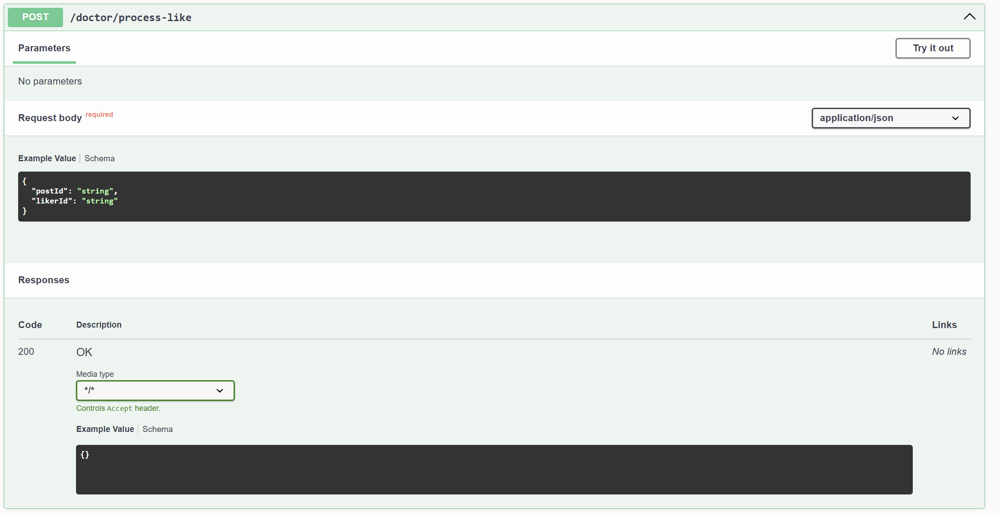 POST /doctor/process-like
Parameters
Try it out
No parameters
Request body required
application/json
Example Value Schema
{
  "postId": "string",
  "likerId": "string"
}
Responses
Code Description Links
200 OK No links
Media type
*/*
Controls Accept header.
Example Value Schema
{}